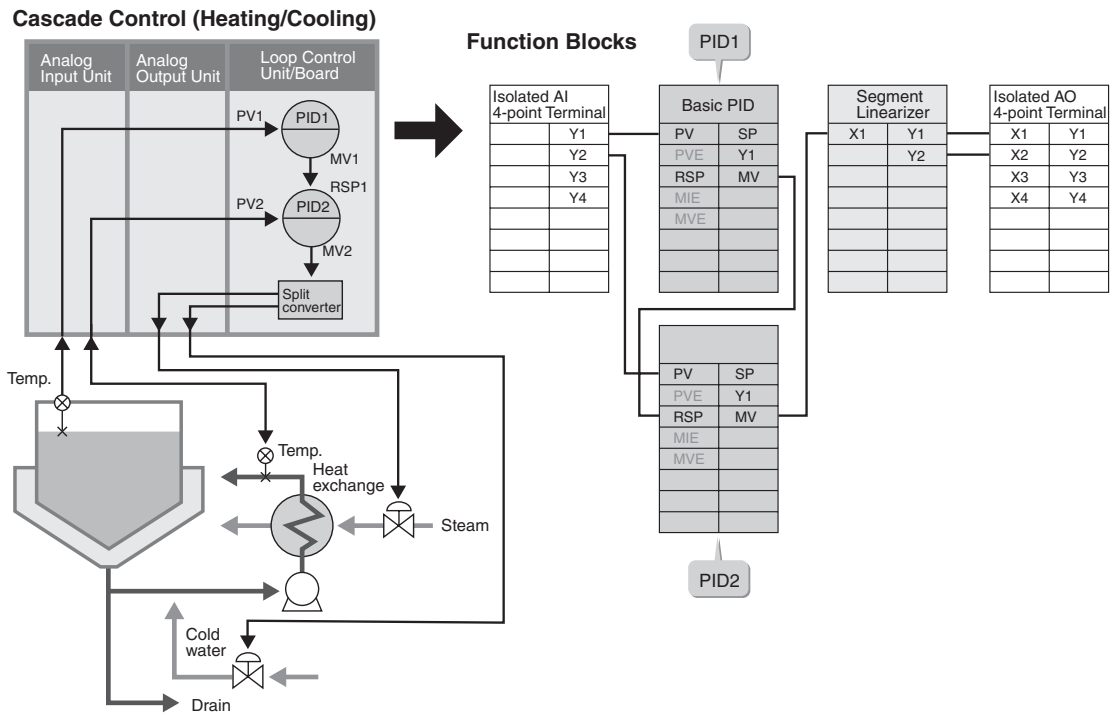 Cascade Control (Heating/Cooling)
Analog
Input Unit
Analog
Output Unit
Loop Control
Unit/Board
PV1
PID1
MV1
RSP1
PV2
PID2
MV2
Split
converter
Temp.
Temp.
Heat
exchange
Steam
Cold
water
Drain
Function Blocks
PID1
Isolated AI
4-point Terminal
Y1
Y2
Y3
Y4
Basic PID
PV SP
PVE Y1
RSP MV
MIE
MVE
Segment
Linearizer
X1 Y1
Y2
Isolated AO
4-point Terminal
X1 Y1
X2 Y2
X3 Y3
X4 Y4
PV SP
PVE Y1
RSP MV
MIE
MVE
PID2